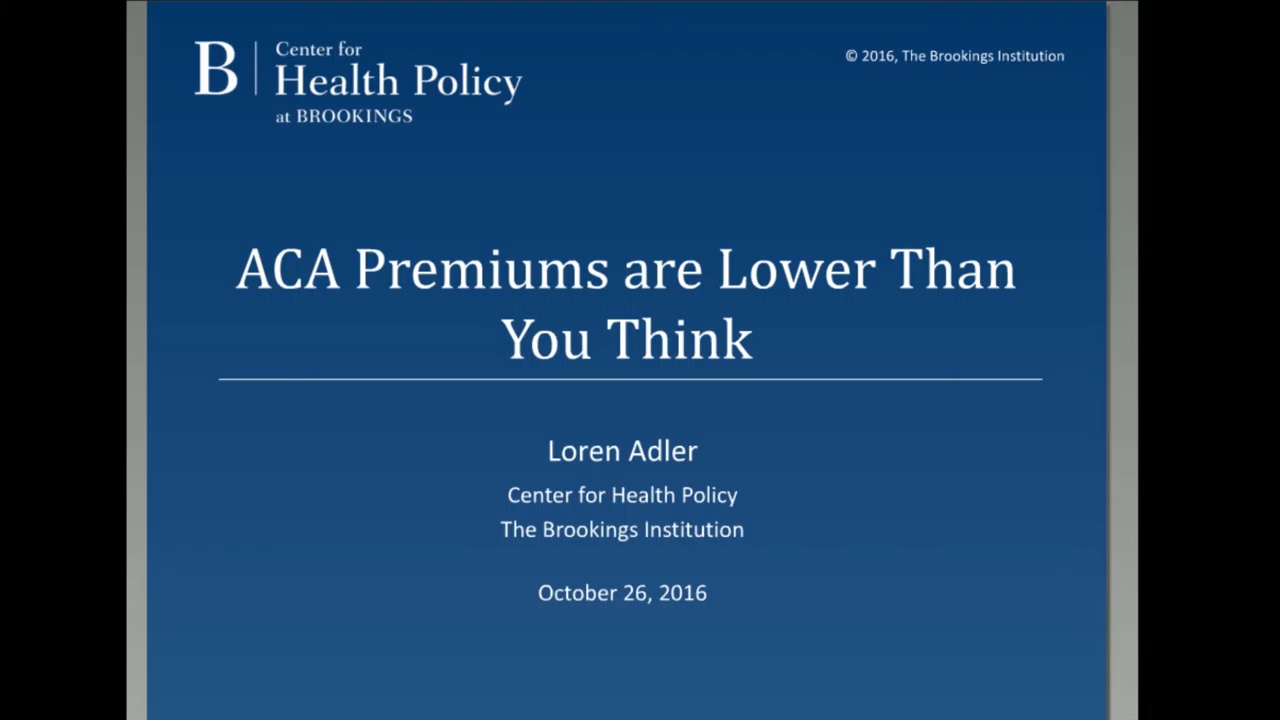 B
Center for
Health Policy
at BROOKINGS
© 2016, The Brookings Institution
ACA Premiums are Lower Than
You Think
Loren Adler
Center for Health Policy
The Brookings Institution
October 26, 2016